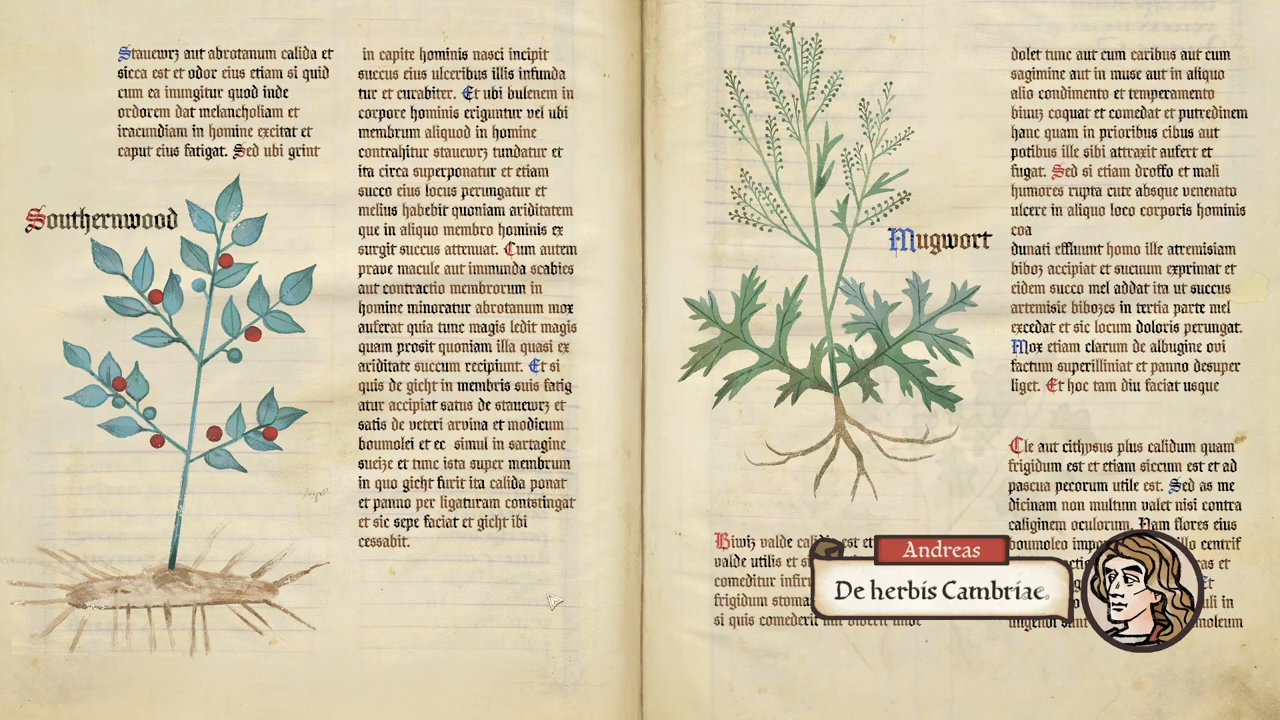 Stauewrz aut abrotanum calida et
sicca est et odor eius etiam si quid
cum ea inungitur quod inde
ordorem dat melancholiam et
iracundiam in homine excitat et
caput eius fatigat. Sed ubi grint
Southernwood
in capite hominis nasci incipit
succus eius ulceribus illis infunda
tur et curabiter. Et ubi bulenem in
corpore hominis eriguntur vel ubi
membrum aliquod in homine
contrahitur stauewrz tundatur et
ita circa superponatur et etiam
succo eius locus perungatur et
melius habebit quoniam ariditatem
que in aliquo membro hominis ex
surgit succus attenuat. Cum autem
prave macule aut immunda scabies
aut contractio membrorum in
homine minoratur abrotanum mox
auferat quia tunc magis ledit magis
quam prosit quoniam illa quasi ex
ariditate succum recipiunt. Et si
quis de gicht in membris suis fatig
atur accipiat satus de stauewrz et
satis de veteri arvina et modicum
boumolei et ec simul in sartagine
sueize et tunc ista super membrum
in quo gicht furit ita calida ponat
et panno per ligaturam constingat
et sic sepe faciat et gicht ibi
cessabit.
Mugwort
Biwiz valde calida est et
valde utilis et
comeditur
frigidum
si quis comederit aut biberit unde
dolet tunc aut cum caribus aut cum
sagimine aut in muse aut in aliquo
alio condimento et temperamento
biuuz coquat et comedat et putredinem
hanc quam in prioribus cibus aut
potibus ille sibi attraxit aufert et
fugat. Sed si etiam droffo et mali
humores rupta cute absque venenato
ulcere in aliquo loco corporis hominis
coa
dunati effluunt homo ille atremisiam
biboz accipiat et sucum exprimat et
eidem succo mel addat ita ut succus
artemisie bibozes in tertia parte mel
excedat et sic locum doloris perungat.
Mox etiam clarum de albugine ovi
factum superilliniat et panno desuper
liget. Et hoc tam diu faciat usque
Cle aut cithysus plus calidum quam
frigidum est et etiam siccum est et ad
pascua pecorum utile est. Sed as me
dicinam non multum valet nisi contra
caliginem oculorum. Nam flores eius
boumoleo
Andreas
De herbis Cambriae.